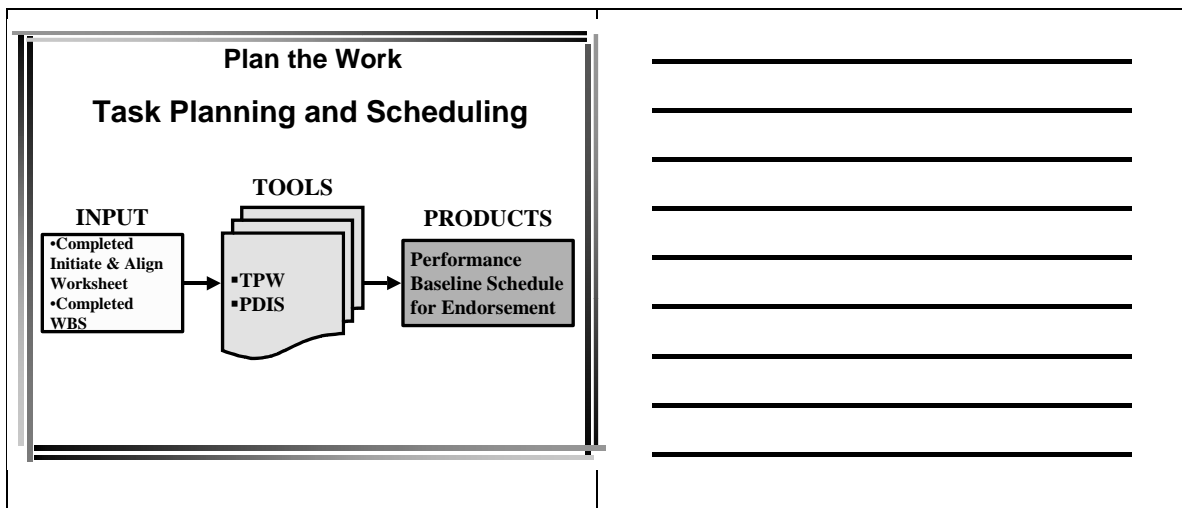 Plan the Work
Task Planning and Scheduling
INPUT
•Completed
Initiate & Align
Worksheet
•Completed
WBS
TOOLS
▪TPW
▪PDIS
PRODUCTS
Performance
Baseline Schedule
for Endorsement